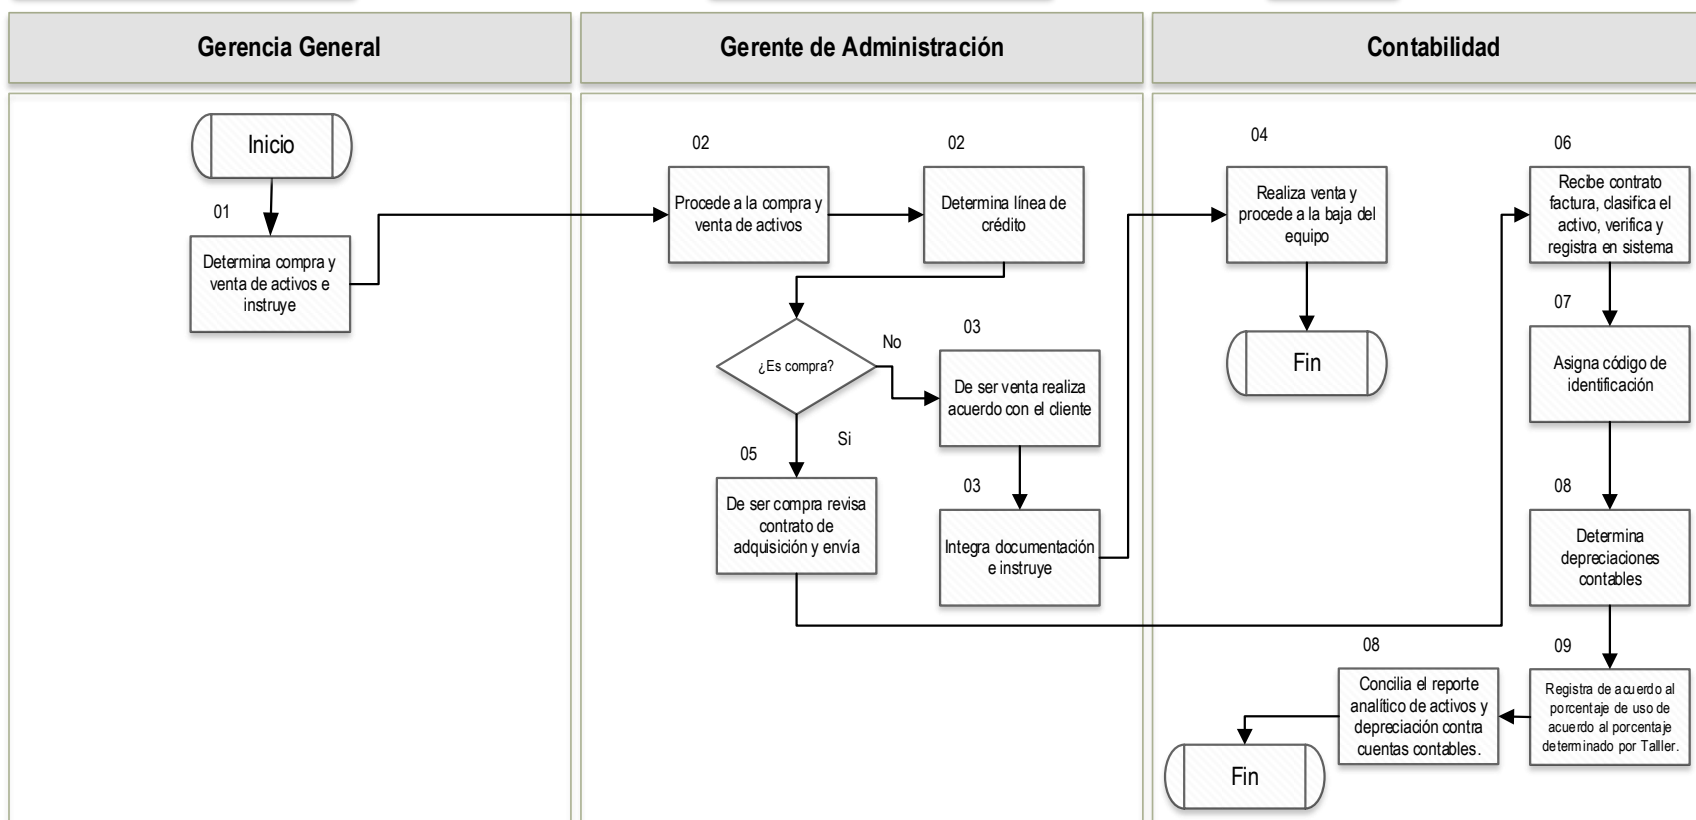 Gerencia General
Gerente de Administración
Contabilidad
Inicio
01
Determina compra y
venta de activos e
instruye
02
Procede a la compra y
venta de activos
02
Determina línea de
crédito
¿Es compra?
No
Si
03
De ser venta realiza
acuerdo con el cliente
03
Integra documentación
e instruye
05
De ser compra revisa
contrato de
adquisición y envía
04
Realiza venta y
procede a la baja del
equipo
Fin
06
Recibe contrato
factura, clasifica el
activo, verifica y
registra en sistema
07
Asigna código de
identificación
08
Determina
depreciaciones
contables
09
Registra de acuerdo al
porcentaje de uso de
acuerdo al porcentaje
determinado por Talller.
08
Concilia el reporte
analítico de activos y
depreciación contra
cuentas contables.
Fin